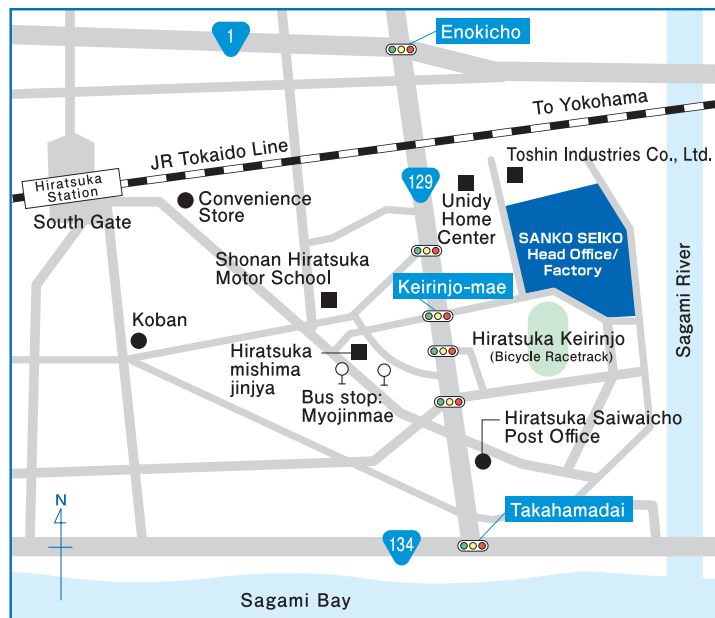 1
Enokicho
To Yokohama
JR Tokaido Line
Toshin Industries Co., Ltd.
Hiratsuka
Station
South Gate
Convenience
Store
129
Unidy
Home
Center
SANKO SEIKO
Head Office/
Factory
Shonan Hiratsuka
Motor School
Keirinjo-mae
Sagami River
Koban
Hiratsuka
mishima
jinjya
Hiratsuka Keirinjo
(Bicycle Racetrack)
Bus stop:
Myojinmae
Hiratsuka Saiwaicho
Post Office
N
Takahamadai
134
Sagami Bay